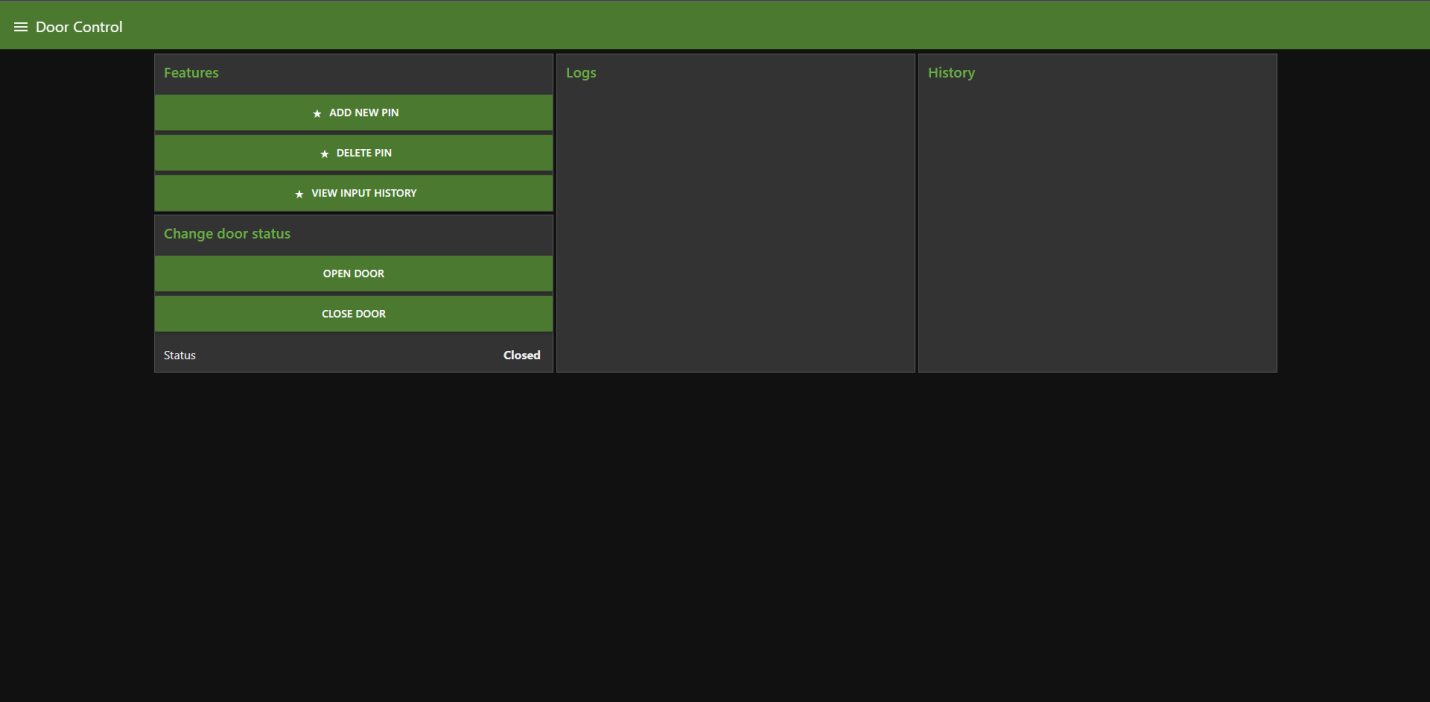 Door Control
Features
ADD NEW PIN
DELETE PIN
VIEW INPUT HISTORY
Change door status
OPEN DOOR
CLOSE DOOR
Status Closed
Logs
History